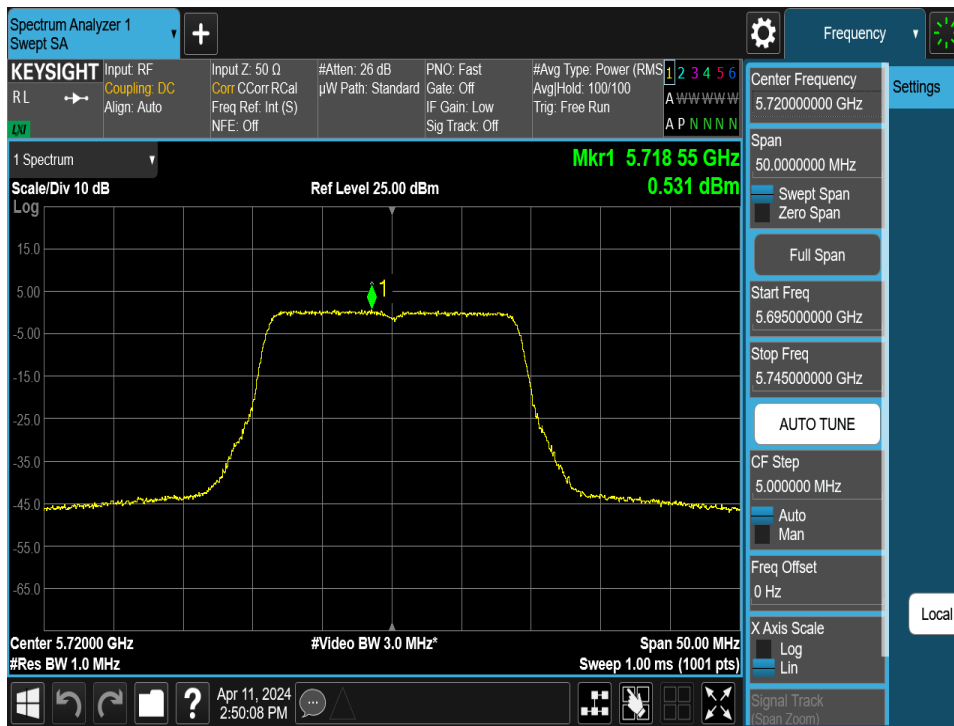 Spectrum Analyzer 1
Swept SA
+
Frequency
KEYSIGHT
R L
LXI
Input: RF
Coupling: DC
Align: Auto
Input Z: 50 Ω
Corr CCorr RCal
Freq Ref: Int (S)
NFE: Off
#Atten: 26 dB
µW Path: Standard
PNO: Fast
Gate: Off
IF Gain: Low
Sig Track: Off
#Avg Type: Power (RMS
Avg|Hold: 100/100
Trig: Free Run
1 2 3 4 5 6
A W W W W W
A P N N N N
1 Spectrum
Mkr1 5.718 55 GHz
Scale/Div 10 dB
Ref Level 25.00 dBm
0.531 dBm
Log
15.0
5.00
-5.00
-15.0
-25.0
-35.0
-45.0
-55.0
-65.0
1
Center 5.72000 GHz
#Video BW 3.0 MHz*
Span 50.00 MHz
#Res BW 1.0 MHz
Sweep 1.00 ms (1001 pts)
Center Frequency
5.720000000 GHz
Settings
Span
50.0000000 MHz
Swept Span
Zero Span
Full Span
Start Freq
5.695000000 GHz
Stop Freq
5.745000000 GHz
AUTO TUNE
CF Step
5.000000 MHz
Auto
Man
Freq Offset
0 Hz
Local
X Axis Scale
Log
Lin
Signal Track
(Span Zoom)
?
Apr 11, 2024
2:50:08 PM